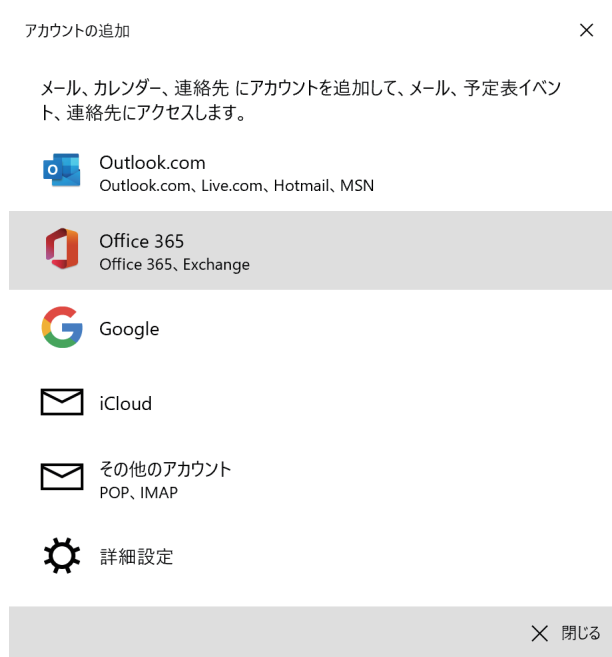 アカウントの追加
メール、カレンダー、連絡先 にアカウントを追加して、メール、予定表イベン
ト、連絡先にアクセスします。
Outlook.com
Outlook.com、Live.com、Hotmail、MSN
Office 365
Office 365、Exchange
Google
iCloud
その他のアカウント
POP、IMAP
詳細設定
閉じる